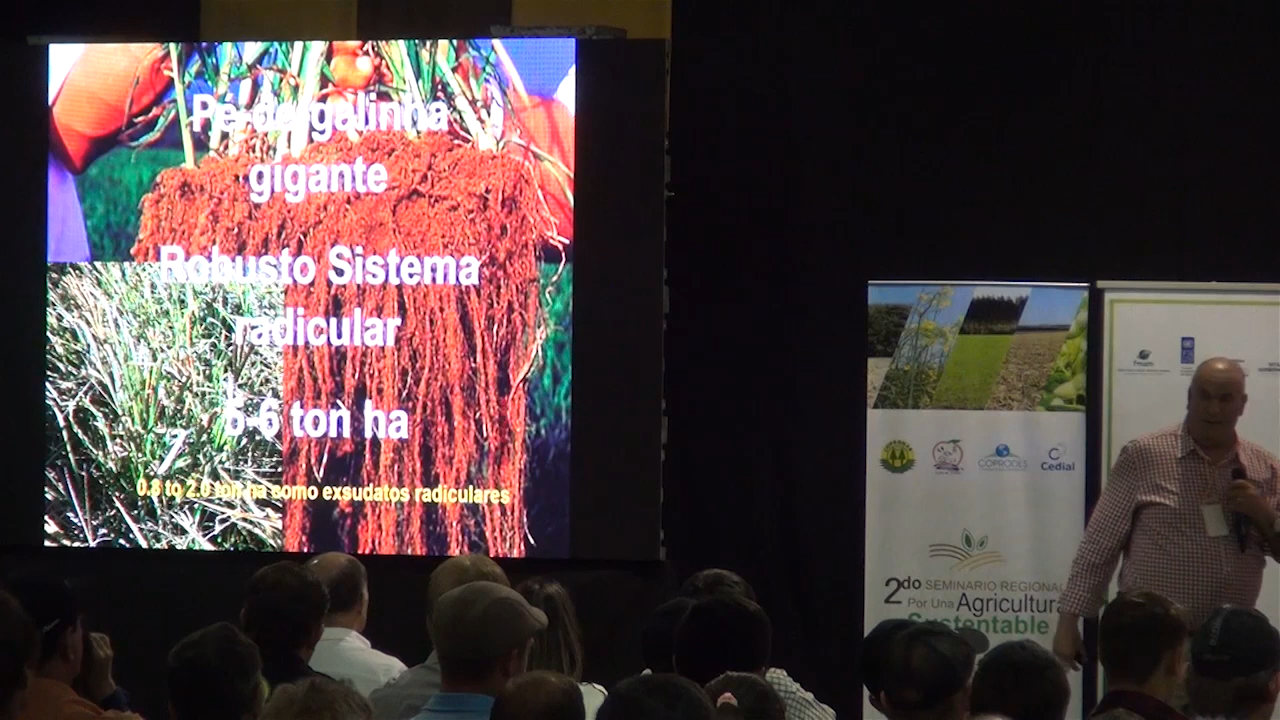 Pé-de-galinha
gigante
Robusto Sistema
radicular
5-6 ton ha
0.8 to 2.0 ton ha como exsudatos radiculares
COPRODES
Cedial
2do SEMINARIO REGIONAL
Por Una Agricultura
Sustentable